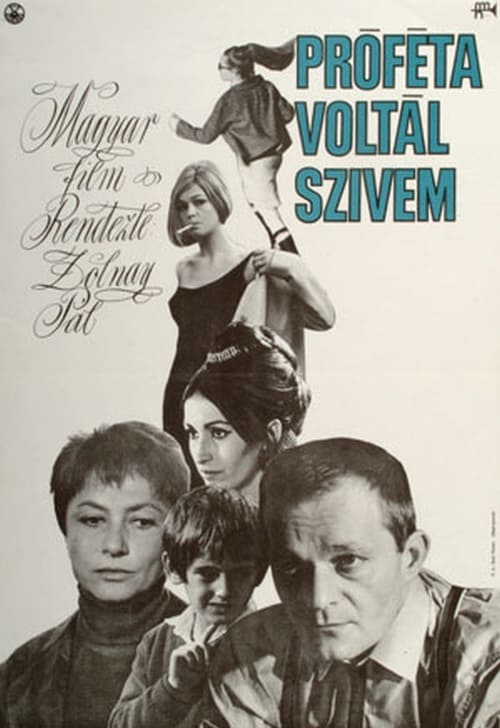 PRÓFÉTA
VOLTÁL
SZIVEM
Magyar
film
Rendezte:
Zolnay
Pál